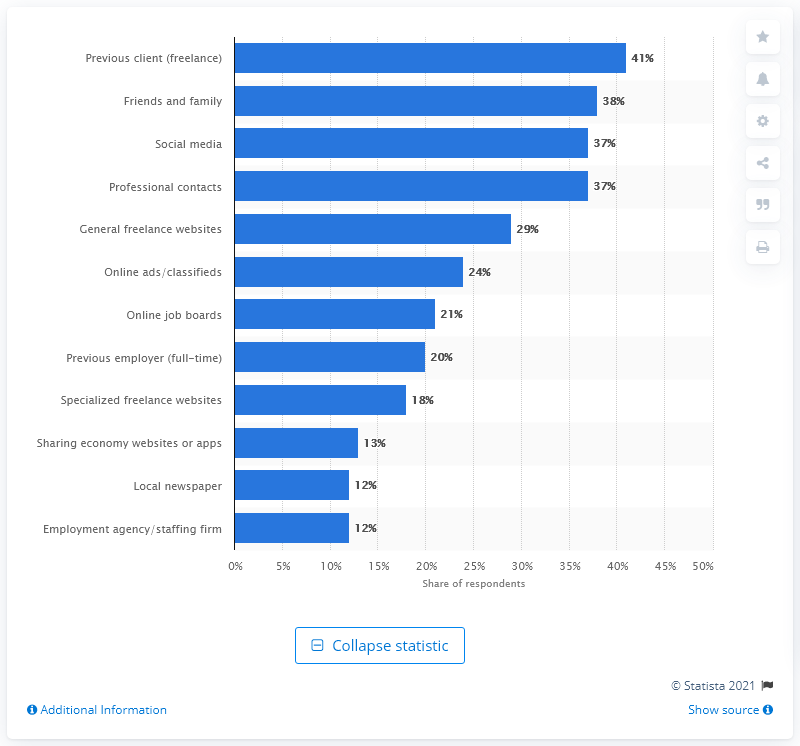 Previous client (freelance) 41%
Friends and family 38%
Social media 37%
Professional contacts 37%
General freelance websites 29%
Online ads/classifieds 24%
Online job boards 21%
Previous employer (full-time) 20%
Specialized freelance websites 18%
Sharing economy websites or apps 13%
Local newspaper 12%
Employment agency/staffing firm 12%
0% 5% 10% 15% 20% 25% 30% 35% 40% 45% 50%
Share of respondents
Collapse statistic
© Statista 2021
Additional Information Show source